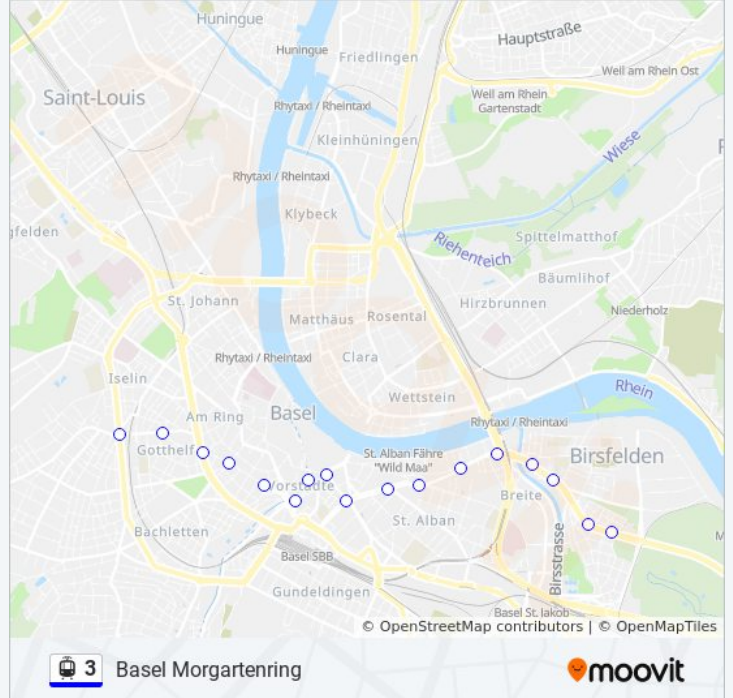 Huningue
Hauptstraße
Huningue
Friedlingen
Weil am Rhein Ost
Saint-Louis
Weil am Rhein
Gartenstadt
Rhytaxi / Rheintaxi
Kleinhüningen
Wiese
Rhytaxi / Rheintaxi
Klybeck
gfelden
Riehenteich
Spittelmatthof
Bäumlihof
St. Johann
Hirzbrunnen
Niederholz
Matthäus
Rosental
Rhytaxi / Rheintaxi
Clara
Iselin
Rhein
Wettstein
Am Ring
Basel
Rhytaxi / Rheintaxi
Gotthelf
St. Alban Fähre
"Wild Maa"
Birsfelden
Vorstädte
Breite
St. Alban
Bachletten
Birsstrasse
M
Basel SBB
Gundeldingen
Basel St. Jakob
© OpenStreetMap contributors | © OpenMapTiles
3 Basel Morgartenring
moovit